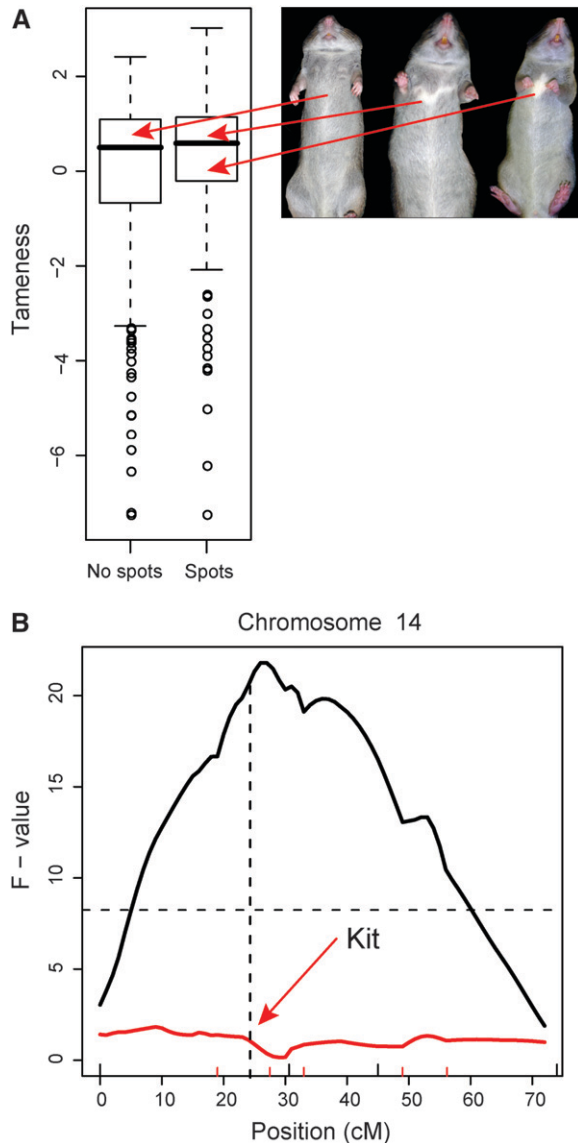 A
Tameness
2
0
−2
−4
−6
No spots
Spots
B
Chromosome 14
F − value
20
15
10
5
0
Kit
0
10
20
30
40
50
60
70
Position (cM)